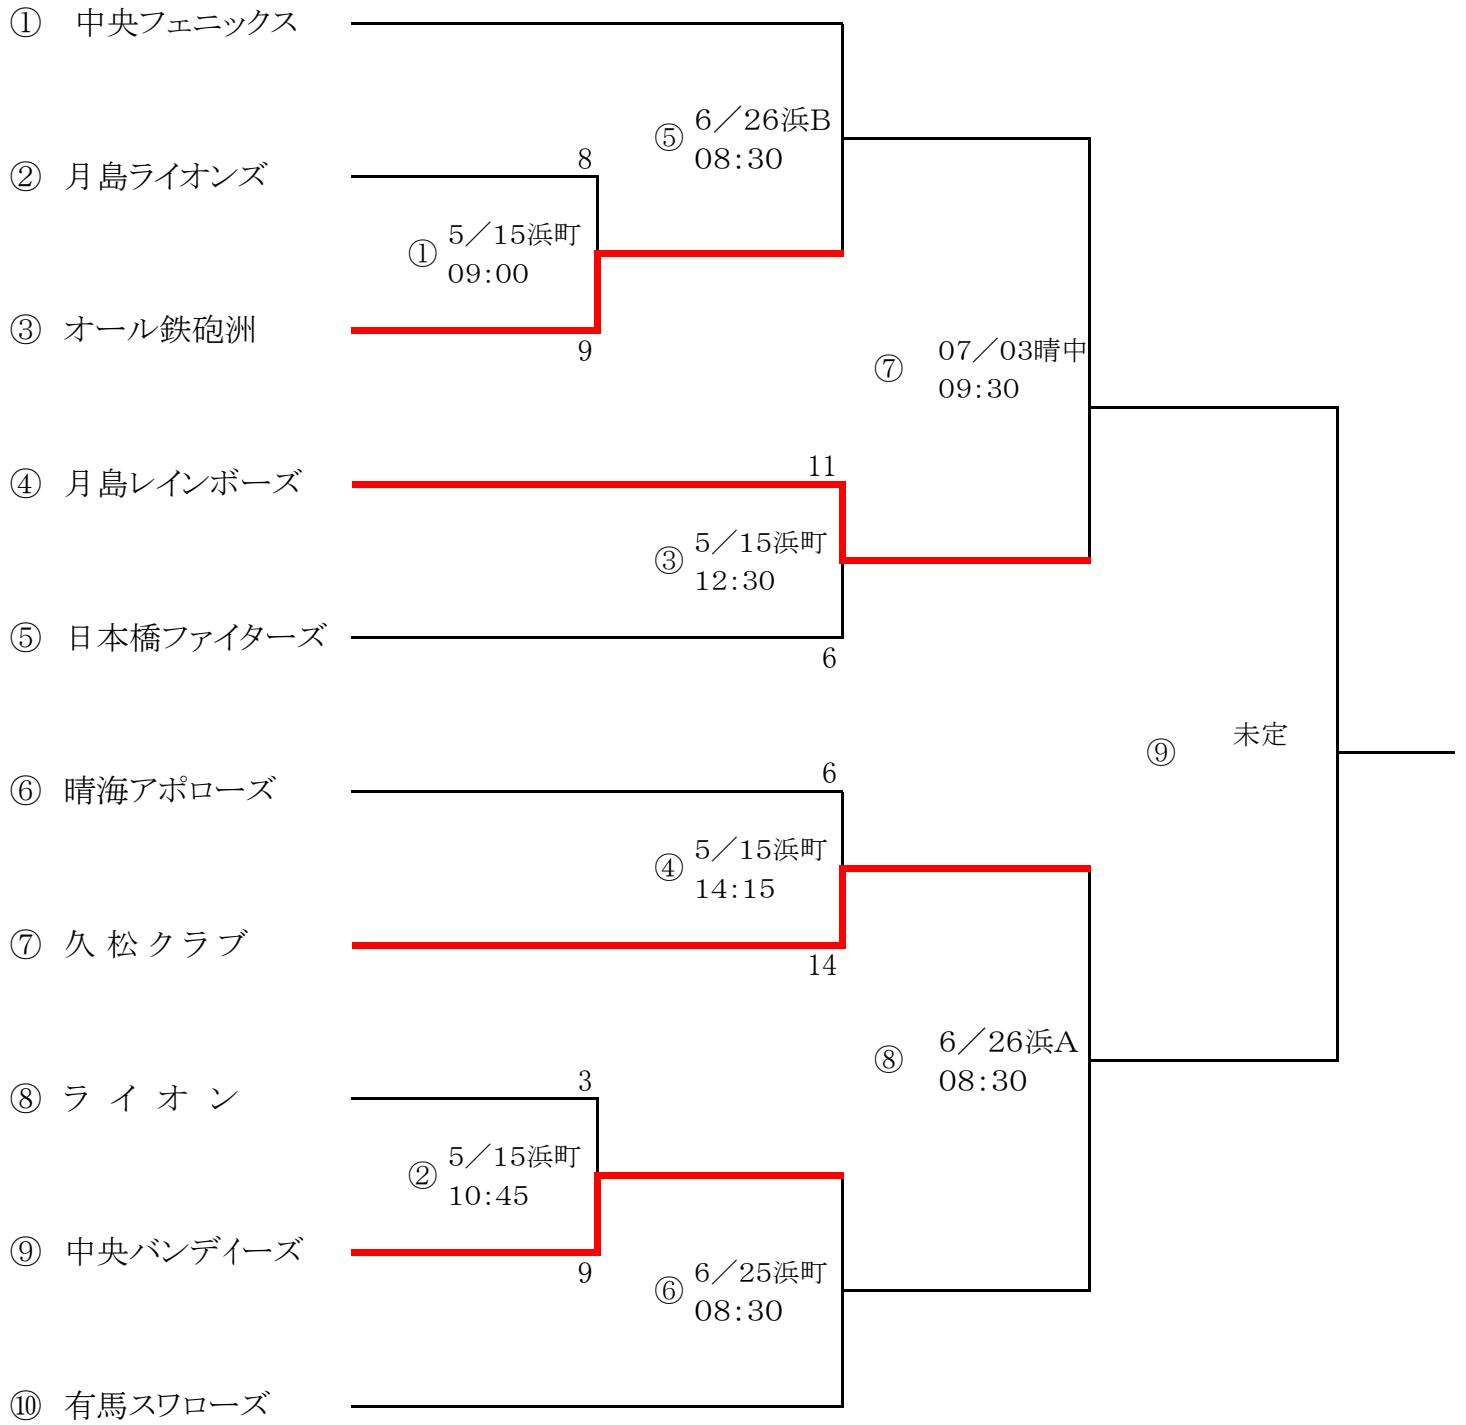 ① 中央フェニックス
6／26浜B
⑤
08：30
8
② 月島ライオンズ
5／15浜町
①
09：00
③ オール鉄砲洲
9
07／03晴中
⑦
09：30
11
④ 月島レインボーズ
5／15浜町
③
12：30
⑤ 日本橋ファイターズ
6
未定
⑨
6
⑥ 晴海アポローズ
5／15浜町
④
14：15
⑦ 久 松 ク ラ ブ
14
6／26浜A
⑧
08：30
3
⑧ ラ イ オ ン
5／15浜町
②
10：45
⑨ 中央バンデイーズ
9
6／25浜町
⑥
08：30
⑩ 有馬スワローズ